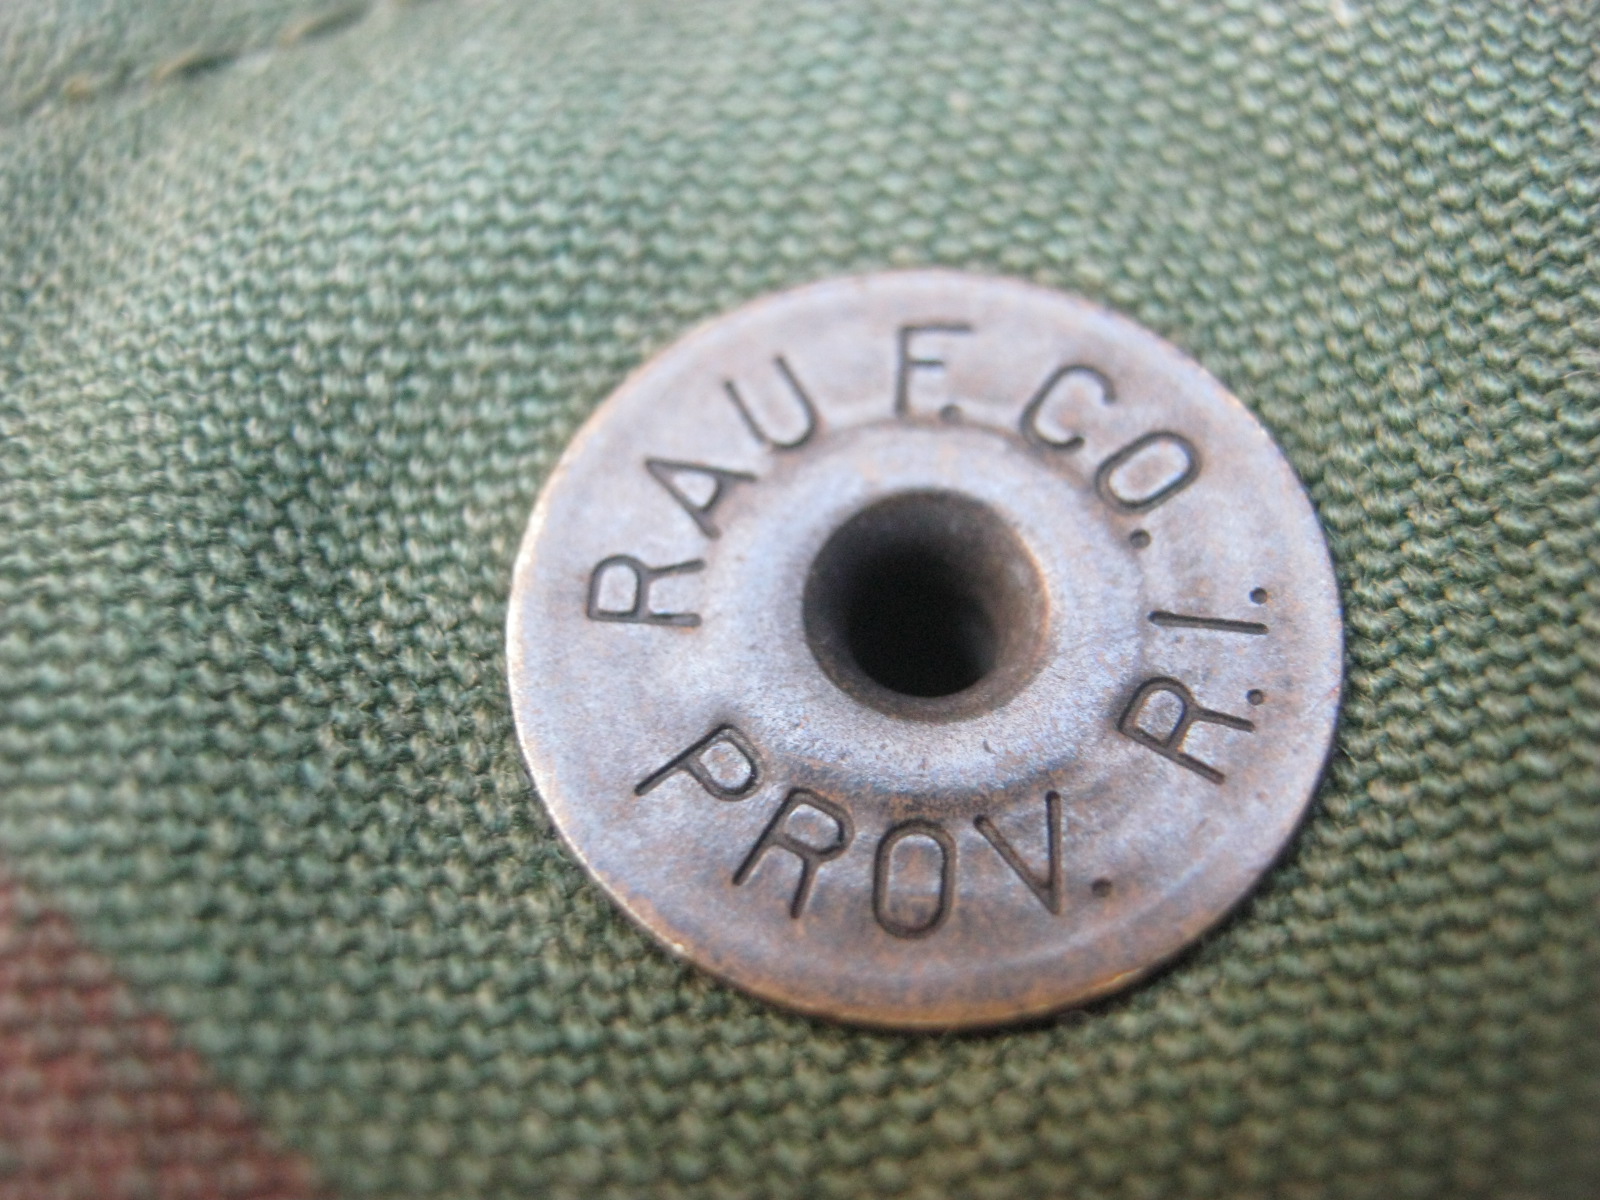 RAU F. CO.
PROV. R.I.